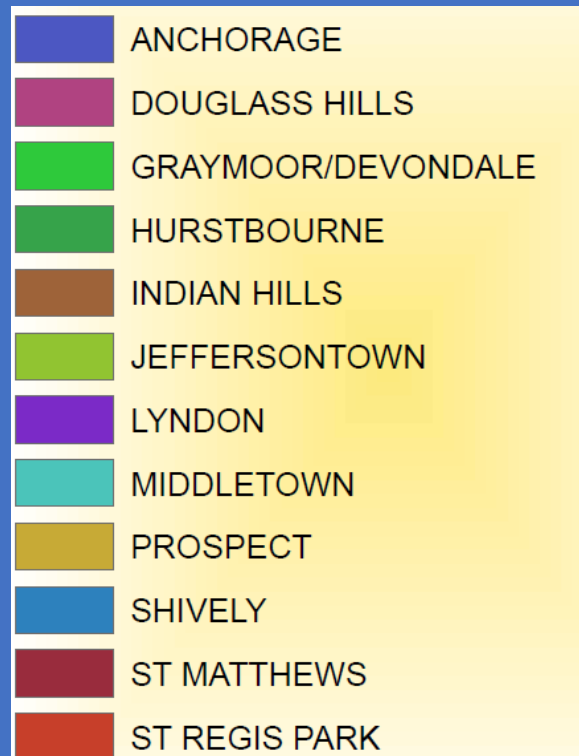 ANCHORAGE
DOUGLASS HILLS
GRAYMOOR/DEVONDALE
HURSTBOURNE
INDIAN HILLS
JEFFERSONTOWN
LYNDON
MIDDLETOWN
PROSPECT
SHIVELY
ST MATTHEWS
ST REGIS PARK